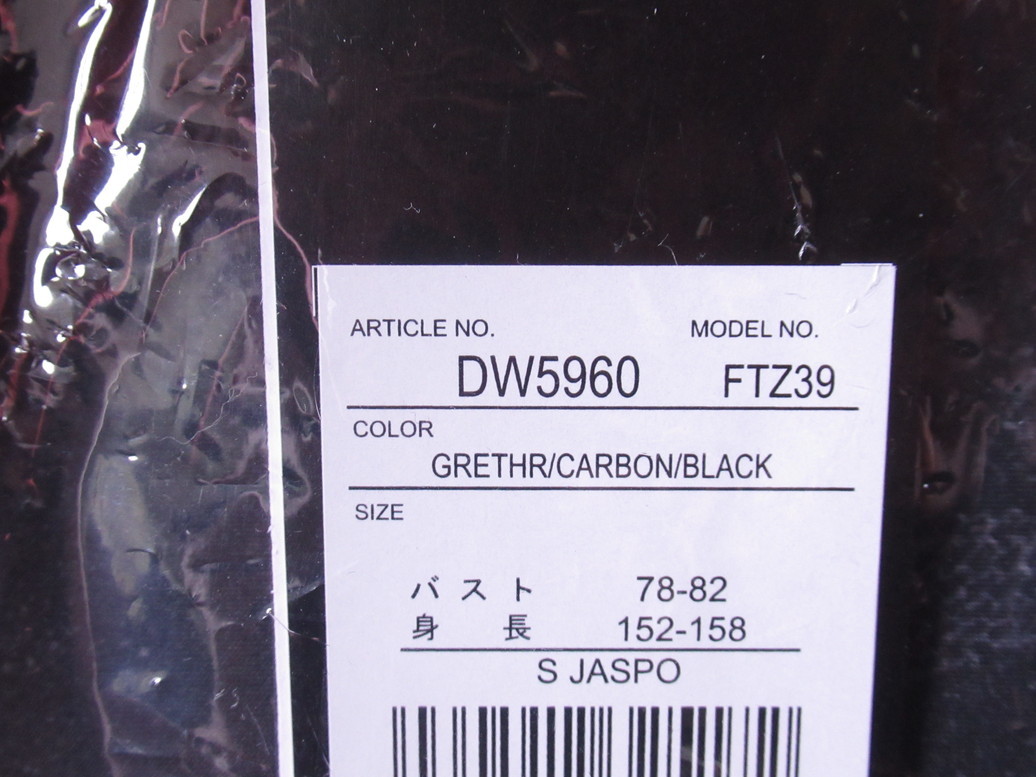 ARTICLE NO. MODEL NO.
DW5960 FTZ39
COLOR
GRETHR/CARBON/BLACK
SIZE
バスト 78-82
身 長 152-158
S JASPO